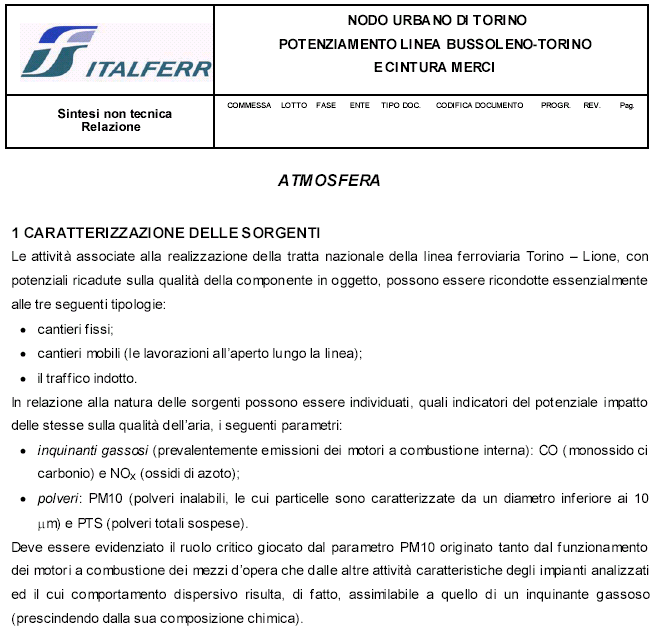 ITALFERR
NODO URBANO DI TORINO
POTENZIAMENTO LINEA BUSSOLENO-TORINO
E CINTURA MERCI
Sintesi non tecnica
Relazione
COMMESSA LOTTO FASE ENTE TIPO DOC. CODIFICA DOCUMENTO PROGR. REV. Pag.
ATMOSFERA
1 CARATTERIZZAZIONE DELLE SORGENTI
Le attività associate alla realizzazione della tratta nazionale della linea ferroviaria Torino – Lione, con
potenziali ricadute sulla qualità della componente in oggetto, possono essere ricondotte essenzialmente
alle tre seguenti tipologie:
• cantieri fissi;
• cantieri mobili (le lavorazioni all'aperto lungo la linea);
• il traffico indotto.
In relazione alla natura delle sorgenti possono essere individuati, quali indicatori del potenziale impatto
delle stesse sulla qualità dell'aria, i seguenti parametri:
• inquinanti gassosi (prevalentemente emissioni dei motori a combustione interna): CO (monossido ci
carbonio) e NOX (ossidi di azoto);
• polveri: PM10 (polveri inalabili, le cui particelle sono caratterizzate da un diametro inferiore ai 10
μm) e PTS (polveri totali sospese).
Deve essere evidenziato il ruolo critico giocato dal parametro PM10 originato tanto dal funzionamento
dei motori a combustione dei mezzi d'opera che dalle altre attività caratteristiche degli impianti analizzati
ed il cui comportamento dispersivo risulta, di fatto, assimilabile a quello di un inquinante gassoso
(prescindendo dalla sua composizione chimica).